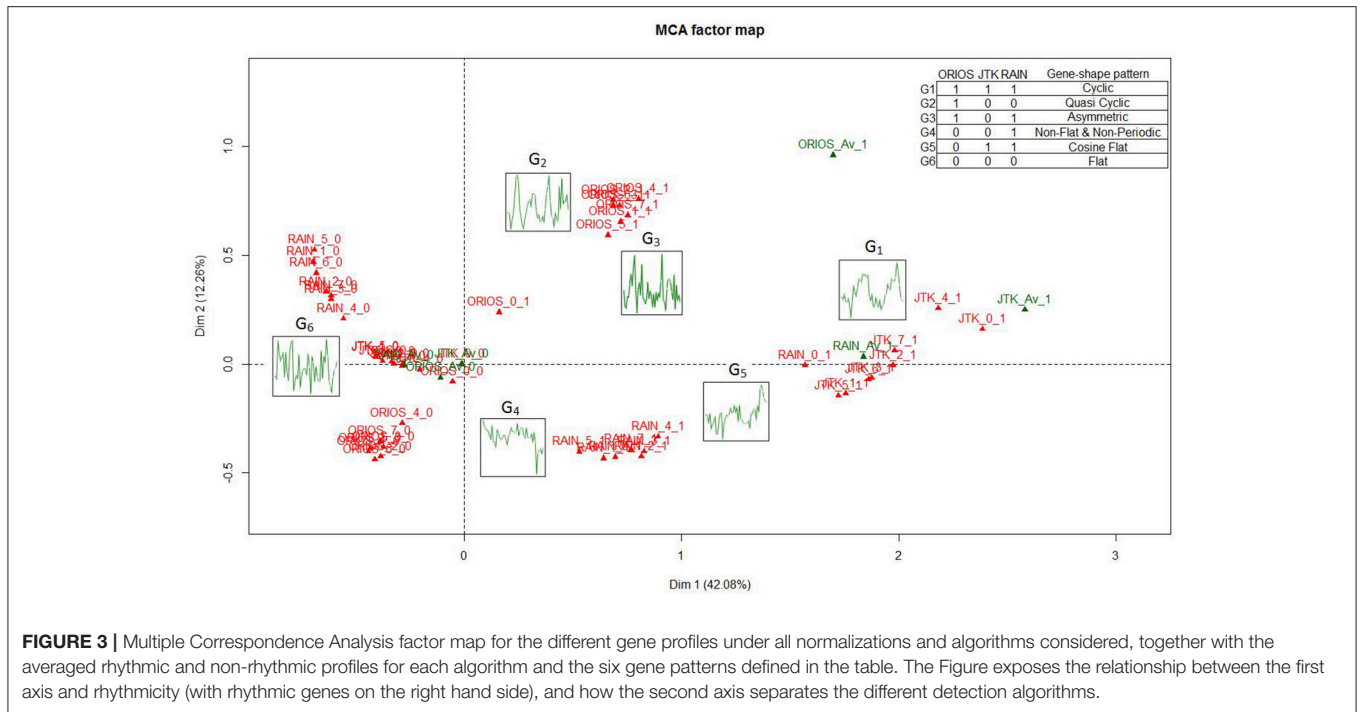 MCA factor map
ORIOS JTK RAIN Gene-shape pattern
G1 1 1 1 Cyclic
G2 1 0 0 Quasi Cyclic
G3 1 0 1 Asymmetric
G4 0 0 1 Non-Flat & Non-Periodic
G5 0 1 1 Cosine Flat
G6 0 0 0 Flat
1.0
0.5
0.0
-0.5
Dim 2 (12.26%)
ORIOS_Av_1
G2
ORIOS_5_1
G3
RAIN_5_0
RAIN_1_0
RAIN_6_0
RAIN_2_0
RAIN_4_0
G1
ORIOS_0_1
JTK_4_1
JTK_Av_1
JTK_0_1
G6
JTK_7_1
RAIN_Av_1
JTK_2_1
RAIN_0_1
JTK_Av_0
ORIOS_Av_0
G5
ORIOS_4_0
ORIOS_7_0
G4
RAIN_4_1
0
1
2
3
Dim 1 (42.08%)
FIGURE 3 | Multiple Correspondence Analysis factor map for the different gene profiles under all normalizations and algorithms considered, together with the
averaged rhythmic and non-rhythmic profiles for each algorithm and the six gene patterns defined in the table. The Figure exposes the relationship between the first
axis and rhythmicity (with rhythmic genes on the right hand side), and how the second axis separates the different detection algorithms.